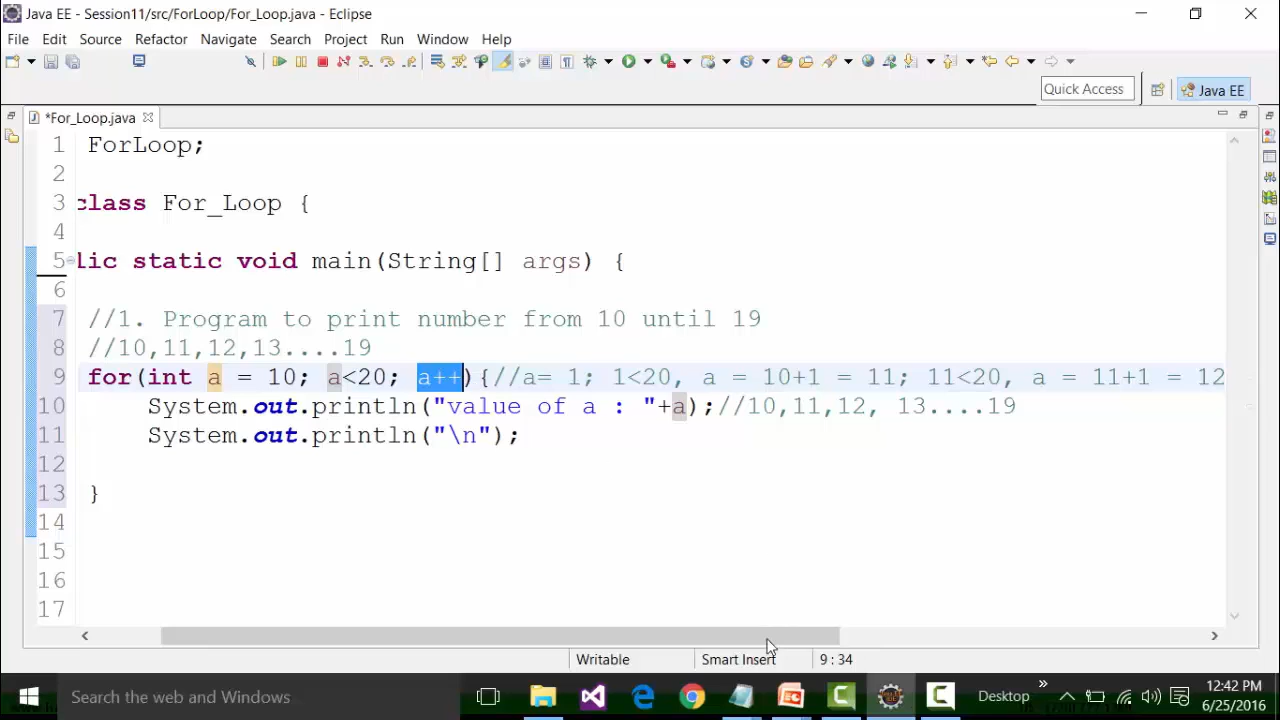 Java EE - Session11/src/ForLoop/For_Loop.java - Eclipse
File Edit Source Refactor Navigate Search Project Run Window Help
Quick Access
Java EE
*For_Loop.java
1 ForLoop;
2
3 class For_Loop {
4
5 lic static void main(String[] args) {
6
7 //1. Program to print number from 10 until 19
8 //10,11,12,13....19
9 for(int a = 10; a<20; a++){//a= 1; 1<20, a = 10+1 = 11; 11<20, a = 11+1 = 12
10 System.out.println("value of a : "+a);//10,11,12, 13....19
11 System.out.println("\n");
12
13 }
14
15
16
17
Writable Smart Insert 9 : 34
Search the web and Windows
Desktop
12:42 PM
6/25/2016